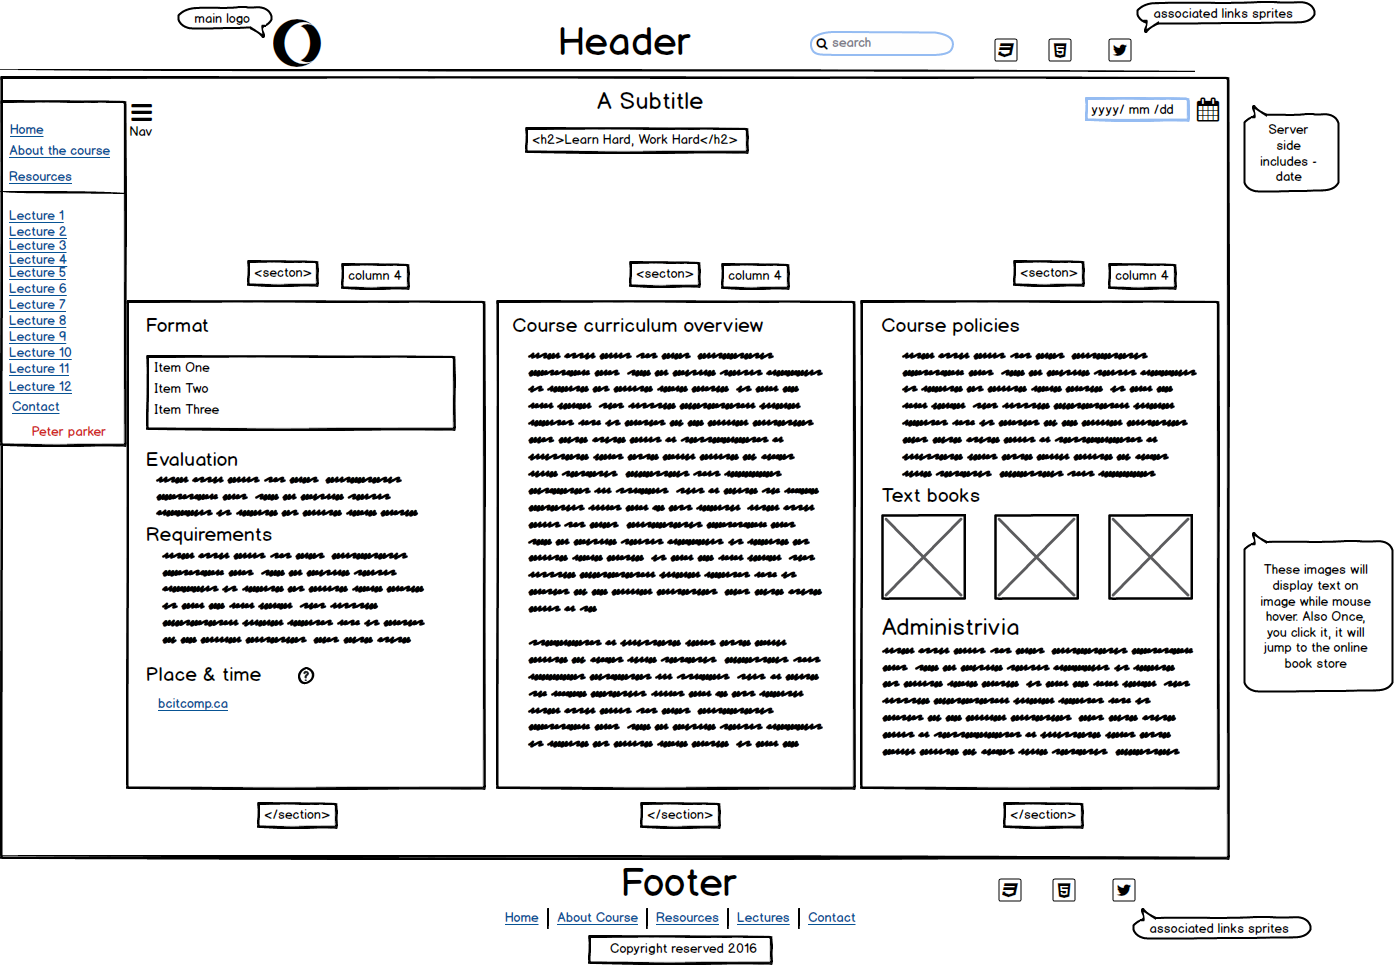 main logo
associated links sprites
Header
search
A Subtitle
yyyy/ mm /dd
Nav
<h2>Learn Hard, Work Hard</h2>
Server
side
includes -
date
Home
About the course
Resources
Lecture 1
Lecture 2
Lecture 3
Lecture 4
Lecture 5
Lecture 6
Lecture 7
Lecture 8
Lecture 9
Lecture 10
Lecture 11
Lecture 12
Contact
Peter parker
<secton>
column 4
<secton>
column 4
<secton>
column 4
Format
Item One
Item Two
Item Three
Evaluation
Requirements
Place & time
?
bcitcomp.ca
Course curriculum overview
Course policies
Text books
Administrivia
These images will
display text on
image while mouse
hover. Also Once,
you click it, it will
jump to the online
book store
</section>
</section>
</section>
Footer
Home
About Course
Resources
Lectures
Contact
associated links sprites
Copyright reserved 2016